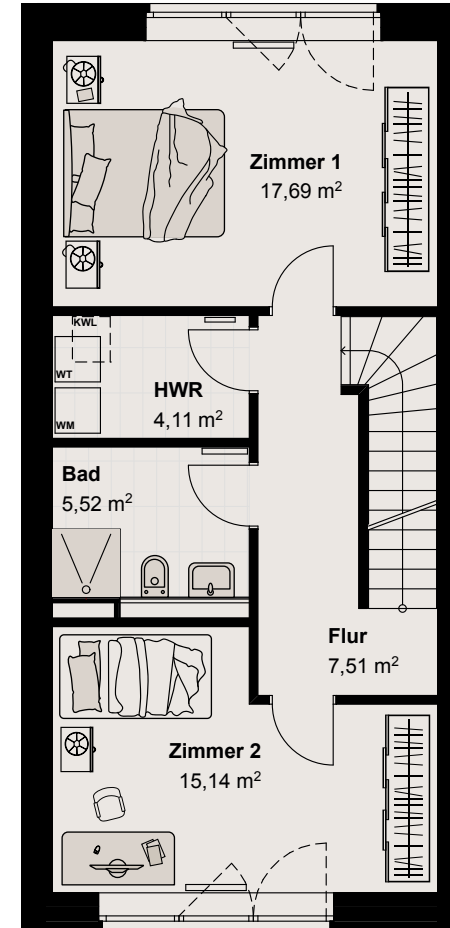 Zimmer 1
17,69 m²
KWL
WT
HWR
WM
4,11 m²
Bad
5,52 m²
Flur
7,51 m²
Zimmer 2
15,14 m²